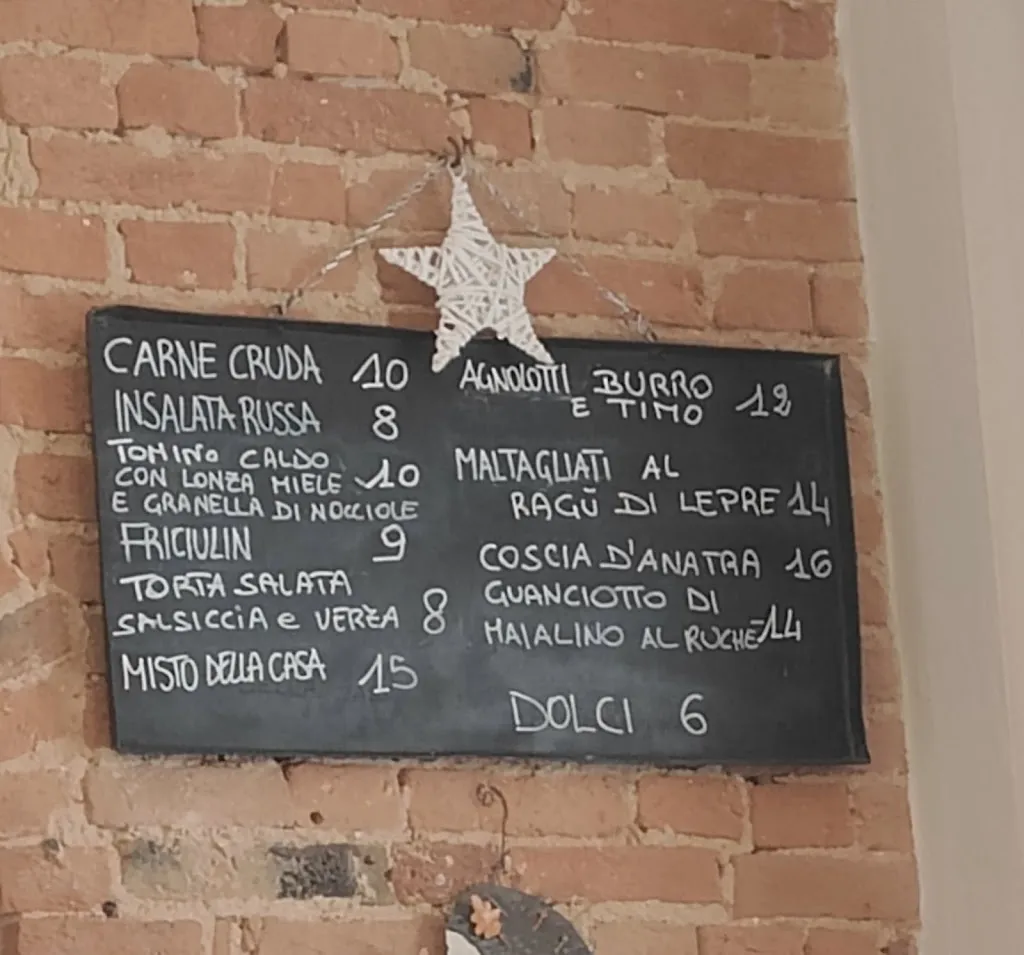 CARNE CRUDA 10
INSALATA RUSSA 8
TOMINO CALDO
CON LONZA MIELE 10
E GRANELLA DI NOCCIOLE
FRICIULIN 9
TORTA SALATA
SALSICCIA e VERZA 8
MISTO DELLA CASA 15
AGNOLOTTI BURRO
E TIMO 12
MALTAGLIATI AL
RAGÙ DI LEPRE 14
COSCIA D'ANATRA 16
GUANCIOTTO DI
MAIALINO AL RUCHÈ 14
DOLCI 6